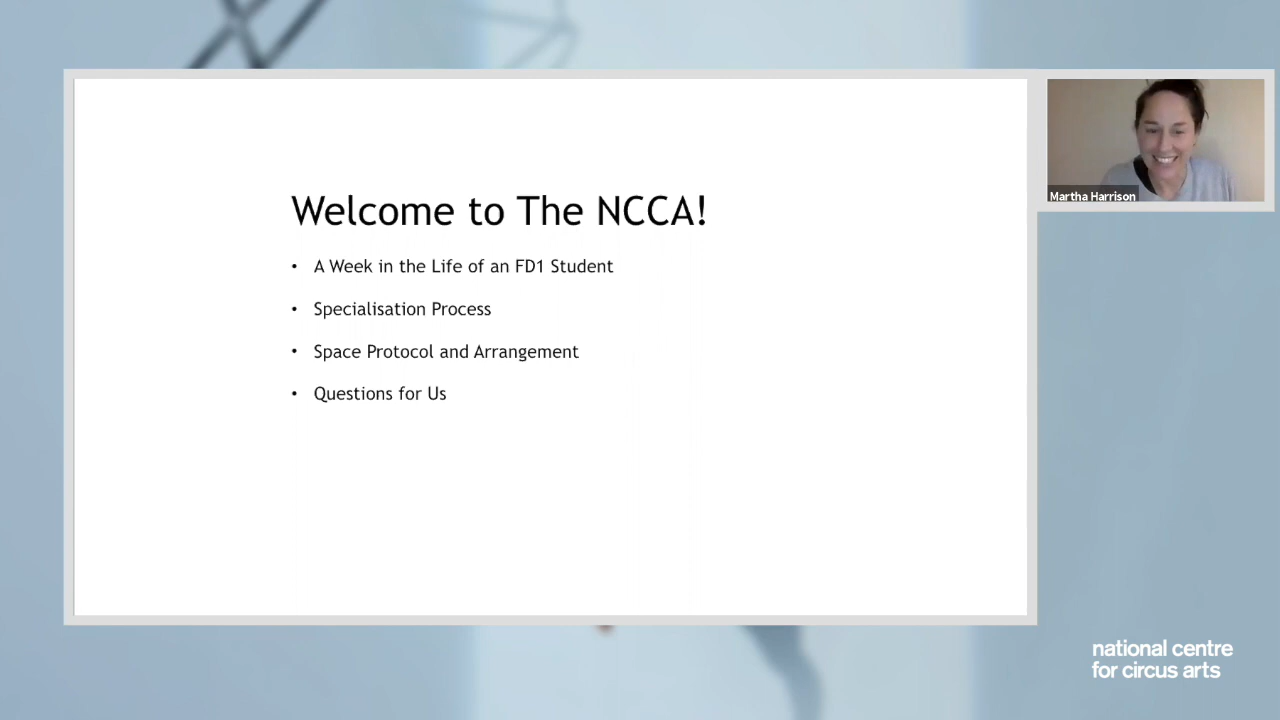 Welcome to The NCCA!
• A Week in the Life of an FD1 Student
• Specialisation Process
• Space Protocol and Arrangement
• Questions for Us
Martha Harrison
national centre
for circus arts